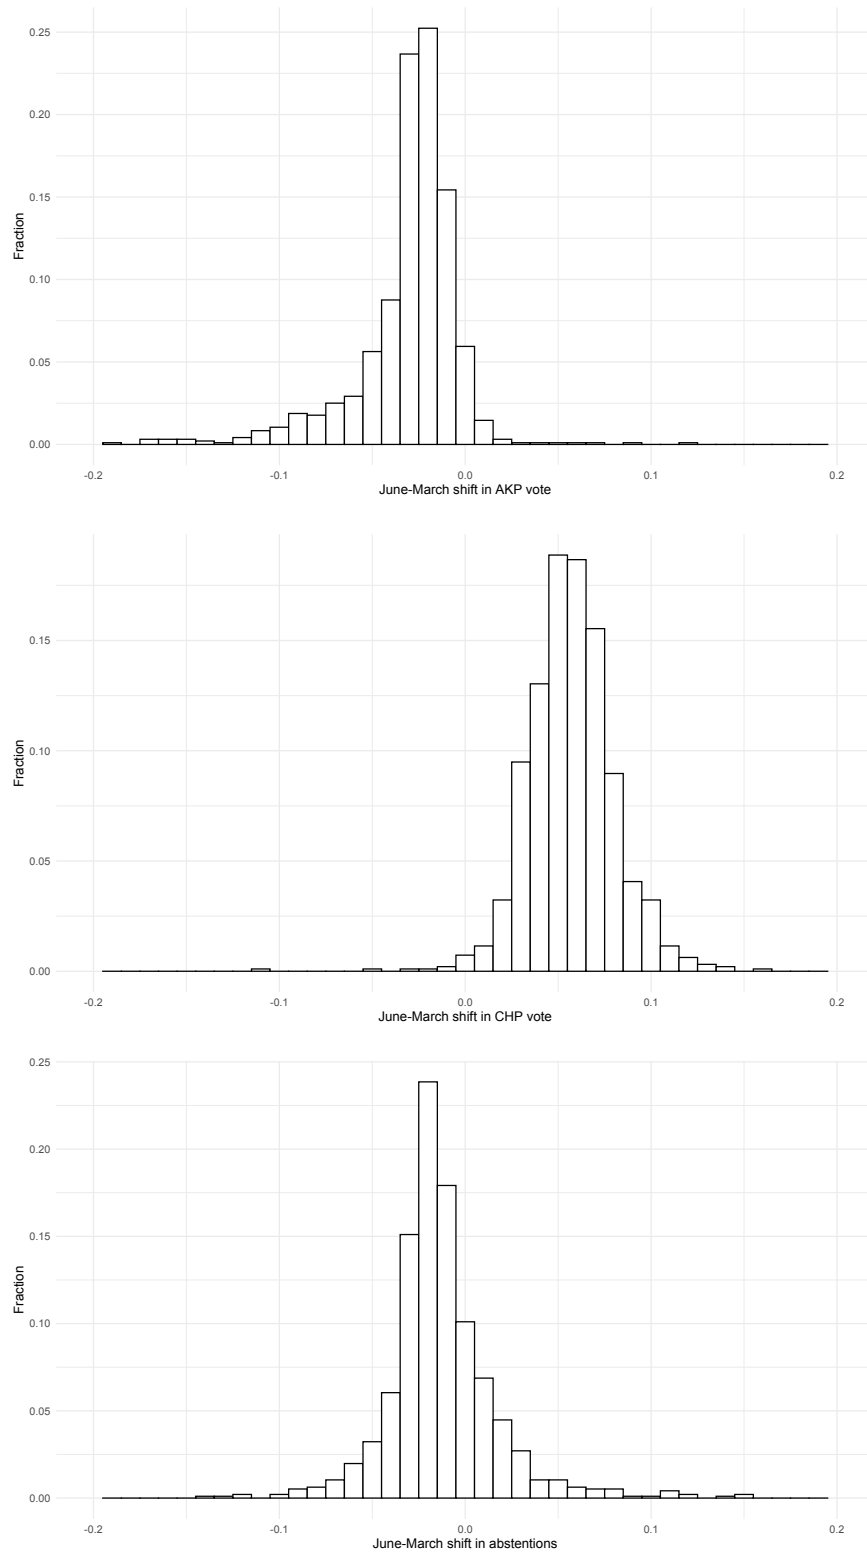 0.25
0.20
0.15
Fraction
0.10
0.05
0.00
-0.2 -0.1 0.0 0.1 0.2
June-March shift in AKP vote
0.15
Fraction
0.10
0.05
0.00
-0.2 -0.1 0.0 0.1 0.2
June-March shift in CHP vote
0.25
0.20
0.15
Fraction
0.10
0.05
0.00
-0.2 -0.1 0.0 0.1 0.2
June-March shift in abstentions